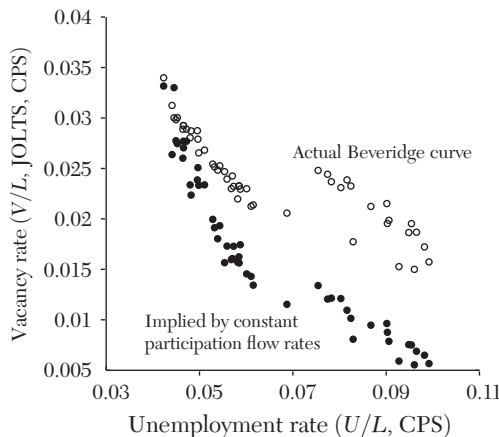 0.04
0.035
0.03
0.025
0.02
0.015
0.01
0.005
Vacancy rate (V/L, JOLTS, CPS)
Actual Beveridge curve
Implied by constant
participation flow rates
0.03
0.05
0.07
0.09
0.11
Unemployment rate (U/L, CPS)